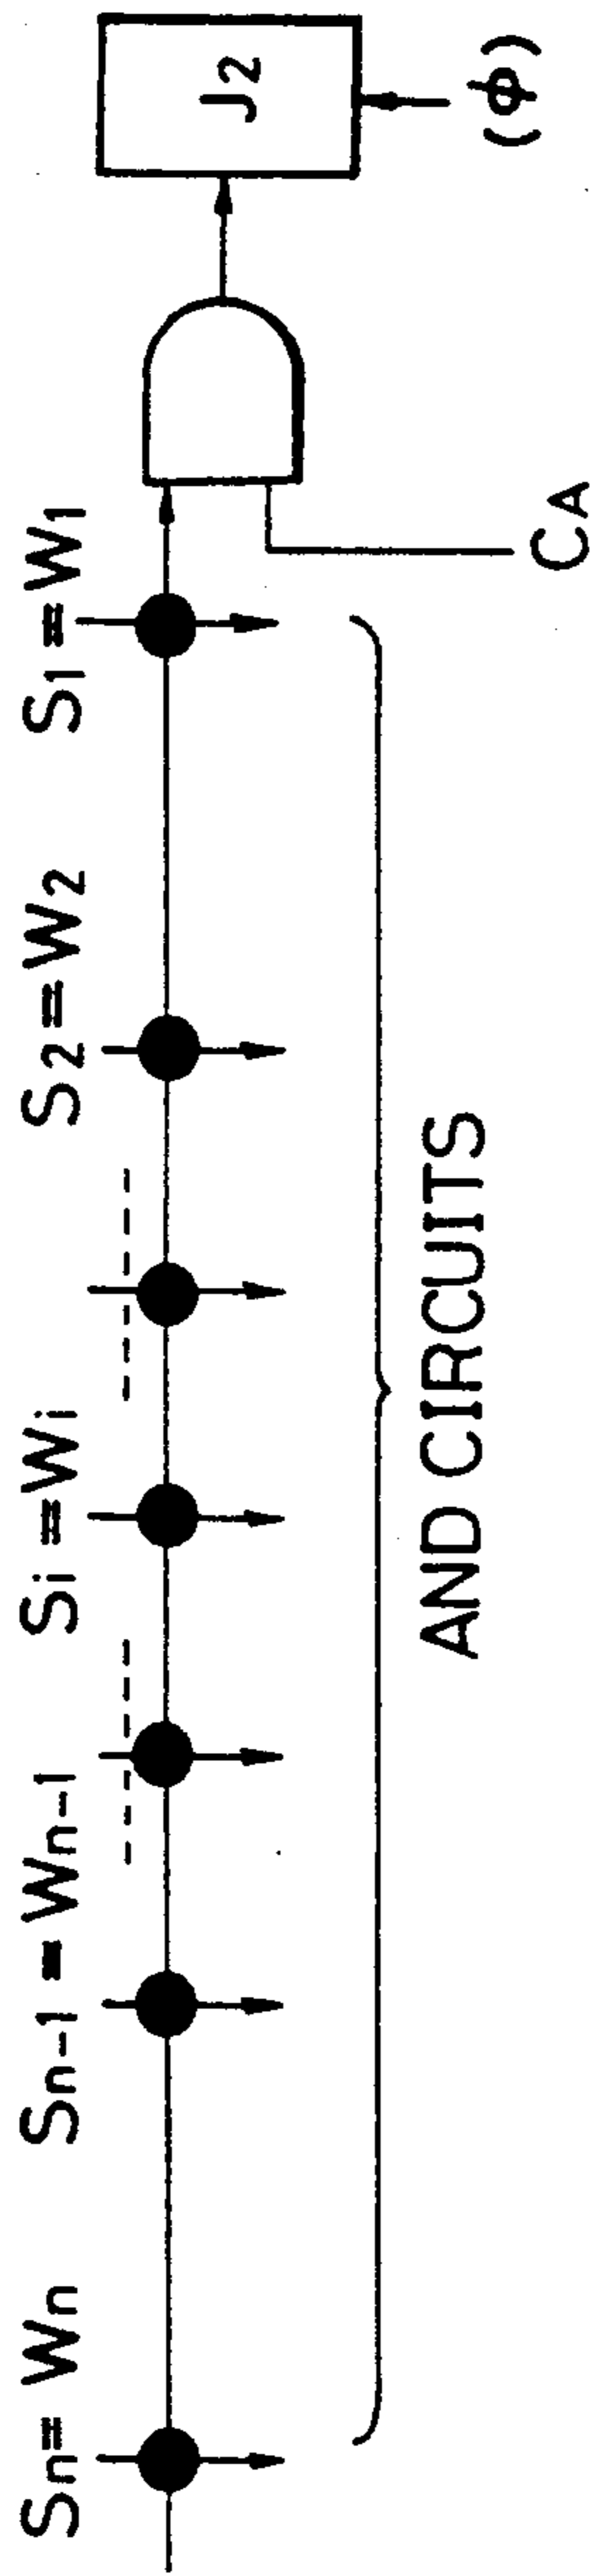 Sn= Wn
Sn-1 = Wn-1
Si = Wi
S2 = W2
S1 = W1
J2
(ϕ)
CA
AND CIRCUITS